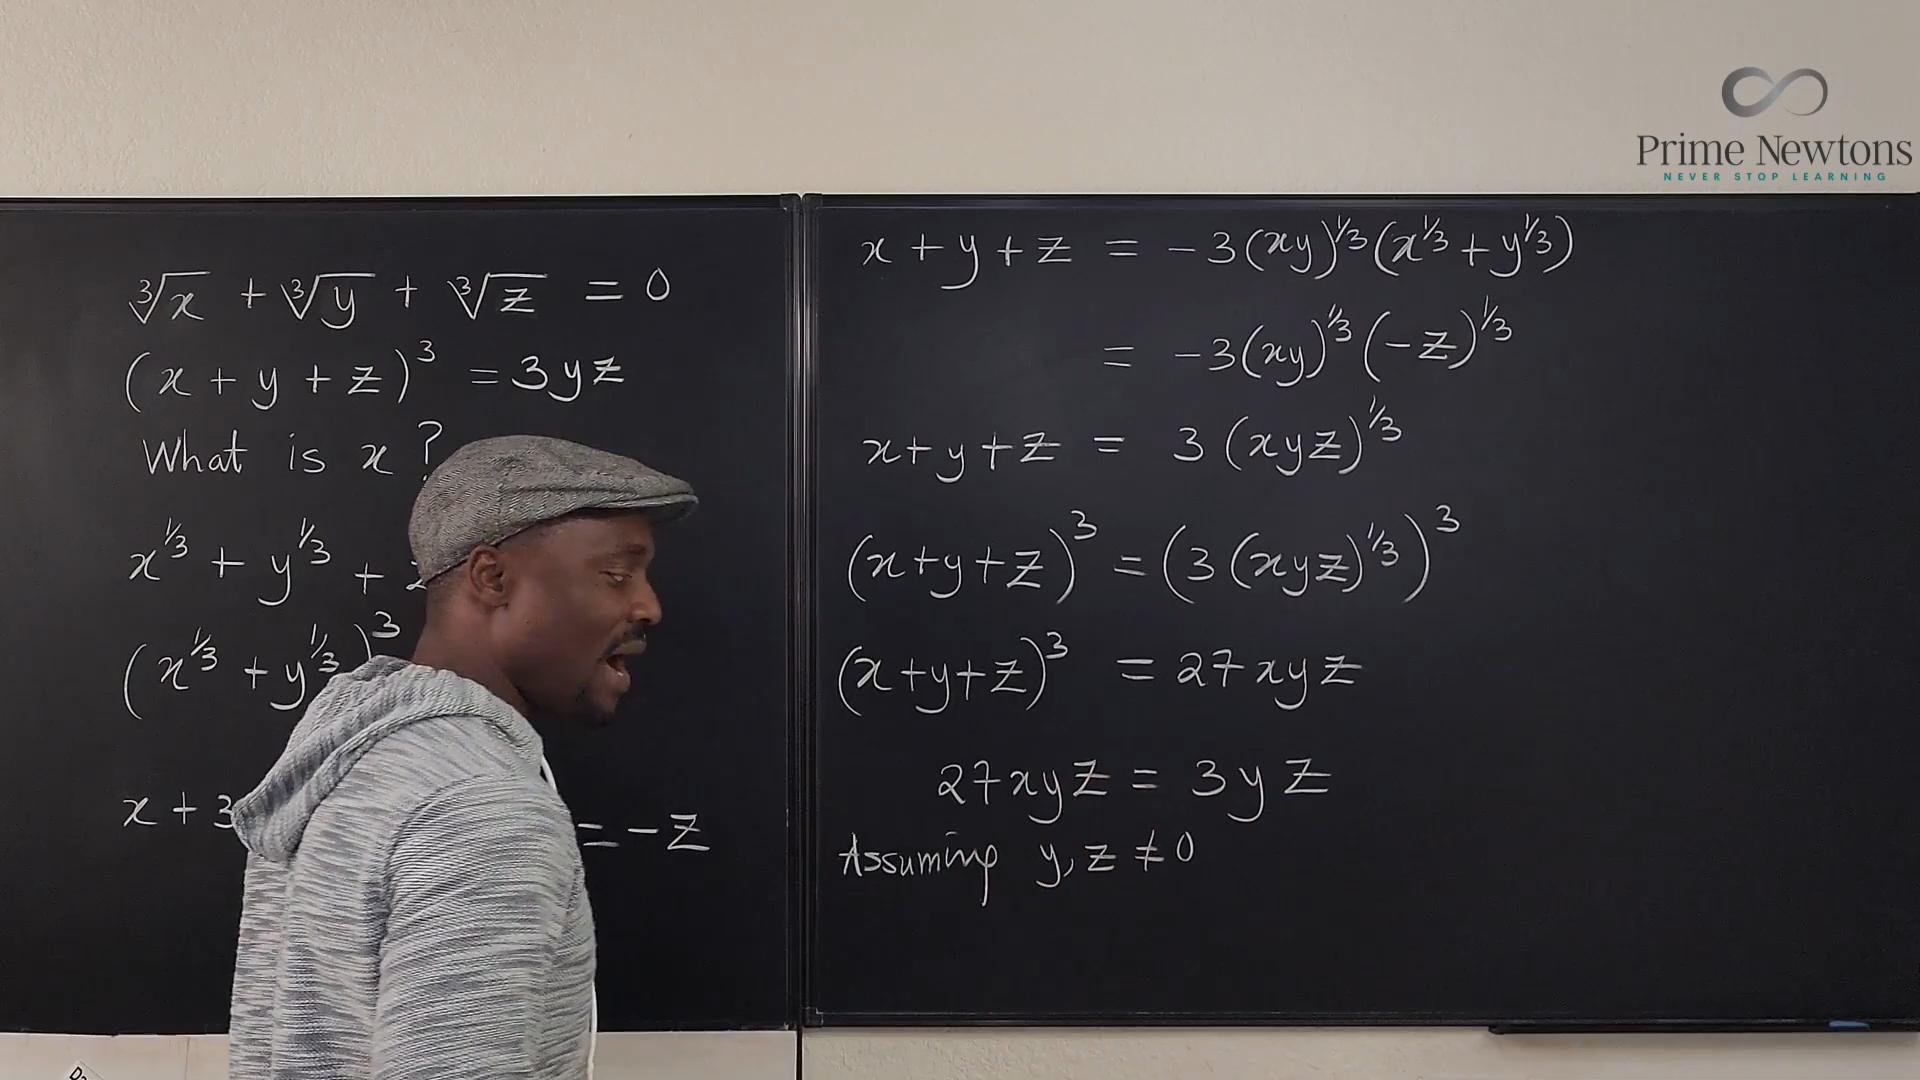 Prime Newtons
NEVER STOP LEARNING
∛x + ∛y + ∛z = 0
(x + y + z)³ = 3yz
What is x ?
x^⅓ + y^⅓ +
(x^⅓ + y^⅓)³
x + 3 = -z
x + y + z = -3(xy)^⅓(x^⅓ + y^⅓)
= -3(xy)^⅓(-z)^⅓
x + y + z = 3(xyz)^⅓
(x+y+z)³ = (3(xyz)^⅓)³
(x+y+z)³ = 27xyz
27xyz = 3yz
Assuming y, z ≠ 0